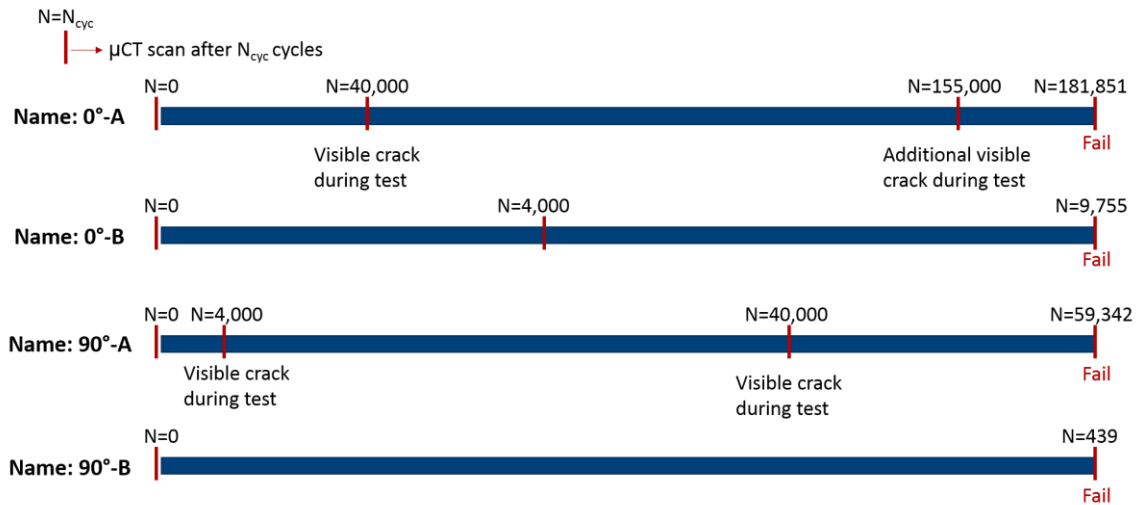 N=Ncyc
µCT scan after Ncyc cycles
N=0 N=40,000 N=155,000 N=181,851
Name: 0°-A
Fail
Visible crack
during test
Additional visible
crack during test
N=0 N=4,000 N=9,755
Name: 0°-B
Fail
N=0 N=4,000 N=40,000 N=59,342
Name: 90°-A
Fail
Visible crack
during test
Visible crack
during test
N=0 N=439
Name: 90°-B
Fail